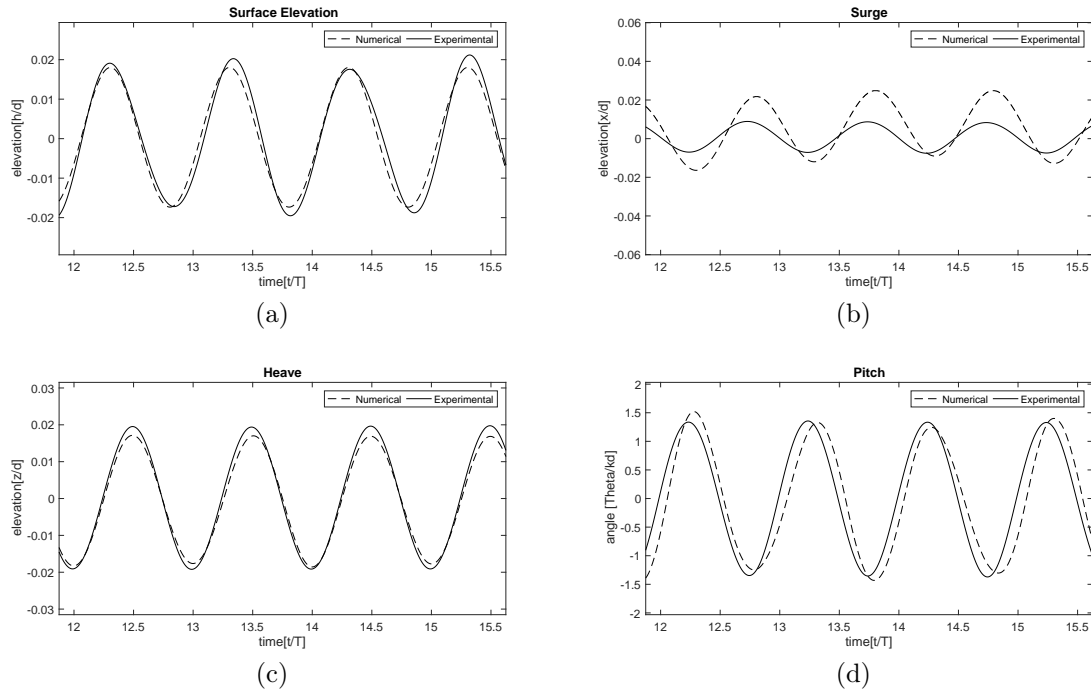 Surface Elevation
Numerical Experimental
0.02
0.01
0
-0.01
-0.02
elevation[h/d]
12 12.5 13 13.5 14 14.5 15 15.5
time[t/T]
(a)
Surge
Numerical Experimental
0.06
0.04
0.02
0
-0.02
-0.04
-0.06
elevation[x/d]
12 12.5 13 13.5 14 14.5 15 15.5
time[t/T]
(b)
Heave
Numerical Experimental
0.03
0.02
0.01
0
-0.01
-0.02
-0.03
elevation[z/d]
12 12.5 13 13.5 14 14.5 15 15.5
time[t/T]
(c)
Pitch
Numerical Experimental
2
1.5
1
0.5
0
-0.5
-1
-1.5
-2
angle [Theta/kd]
12 12.5 13 13.5 14 14.5 15 15.5
time[t/T]
(d)